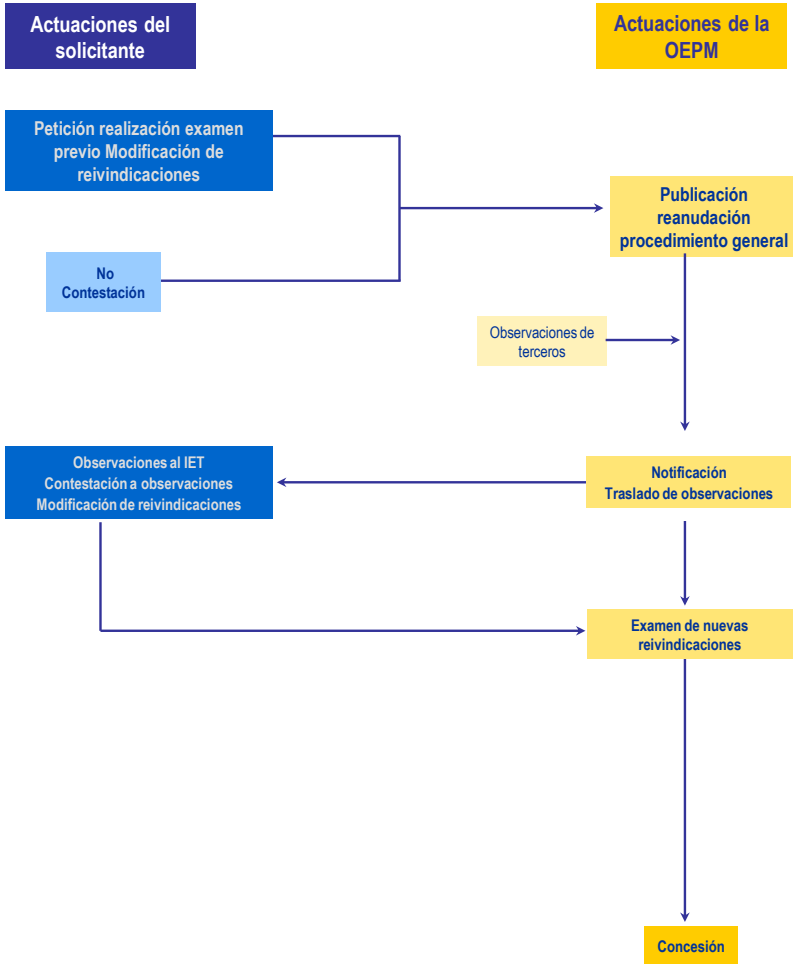 Actuaciones del
solicitante
Actuaciones de la
OEPM
Petición realización examen
previo Modificación de
reivindicaciones
Publicación
reanudación
procedimiento general
No
Contestación
Observaciones de
terceros
Observaciones al IET
Contestación a observaciones
Modificación de reivindicaciones
Notificación
Traslado de observaciones
Examen de nuevas
reivindicaciones
Concesión